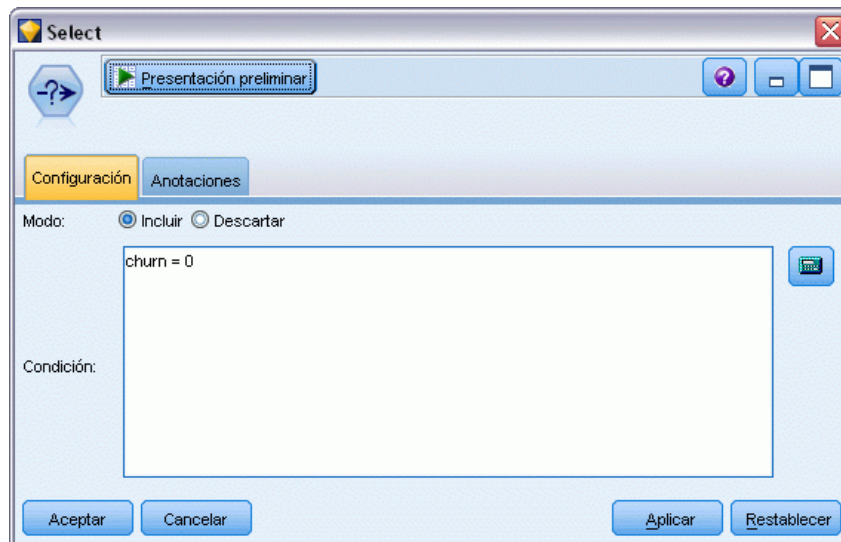 Select
Presentación preliminar
Configuración Anotaciones
Modo: Incluir Descartar
churn = 0
Condición:
Aceptar Cancelar Aplicar Restablecer